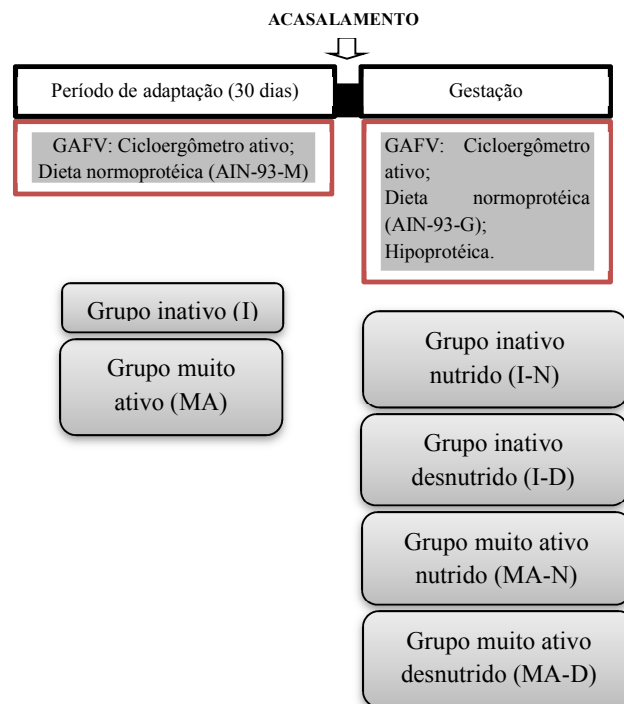 ACASALAMENTO
Período de adaptação (30 dias)
Gestação
GAFV: Cicloergômetro ativo;
Dieta normoprotéica (AIN-93-M)
GAFV: Cicloergômetro
ativo;
Dieta normoprotéica
(AIN-93-G);
Hipoprotéica.
Grupo inativo (I)
Grupo muito
ativo (MA)
Grupo inativo
nutrido (I-N)
Grupo inativo
desnutrido (I-D)
Grupo muito ativo
nutrido (MA-N)
Grupo muito ativo
desnutrido (MA-D)